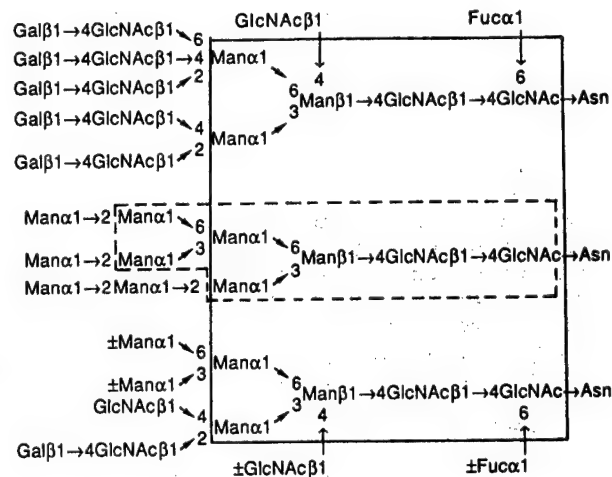 GlcNAcβ1 Fucα1
Galβ1→4GlcNAcβ1
6
Galβ1→4GlcNAcβ1→4 Manα1 4 6
Galβ1→4GlcNAcβ1 2
6 Manβ1→4GlcNAcβ1→4GlcNAc→Asn
3
Galβ1→4GlcNAcβ1 4
Manα1
Galβ1→4GlcNAcβ1 2
Manα1→2 Manα1
6
Manα1
Manα1→2 Manα1 3
6 Manβ1→4GlcNAcβ1→4GlcNAc→Asn
3
Manα1→2Manα1→2 Manα1
±Manα1
6
Manα1
±Manα1 3
6 Manβ1→4GlcNAcβ1→4GlcNAc→Asn
3
GlcNAcβ1 4 4 6
Manα1
Galβ1→4GlcNAcβ1 2
±GlcNAcβ1 ±Fucα1